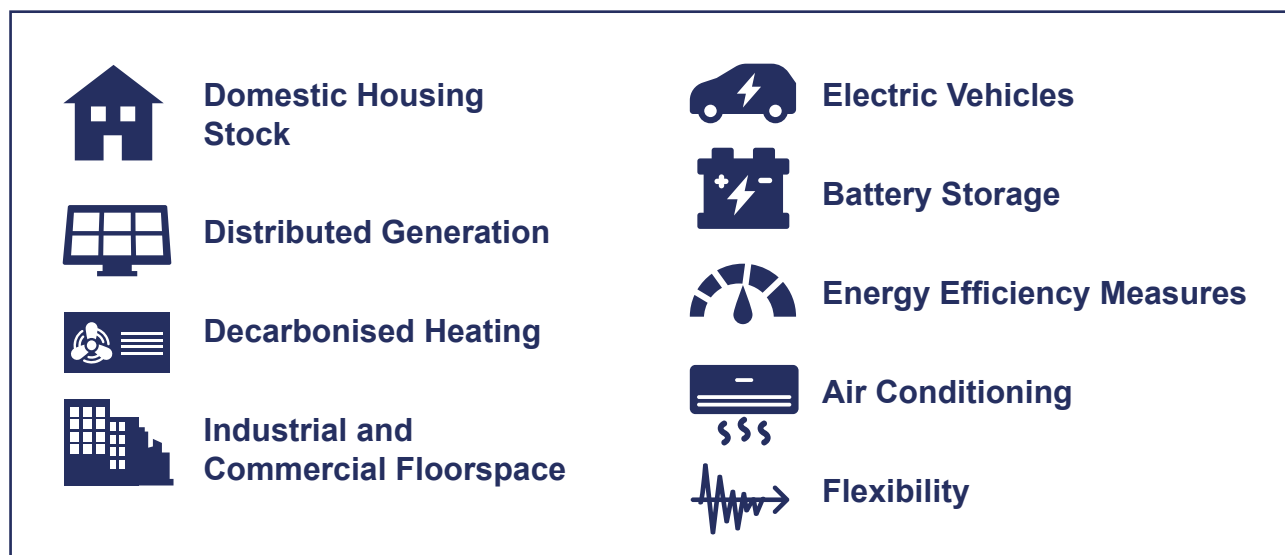 Domestic Housing
Stock
Distributed Generation
Decarbonised Heating
Industrial and
Commercial Floorspace
Electric Vehicles
Battery Storage
Energy Efficiency Measures
Air Conditioning
Flexibility